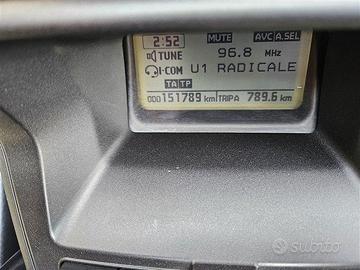 2:52 MUTE AVC A.SEL
TUNE 96.8 MHz
I-COM U1 RADICALE
TA TP
ODO 151789 km TRIPA 789.6 km
subito